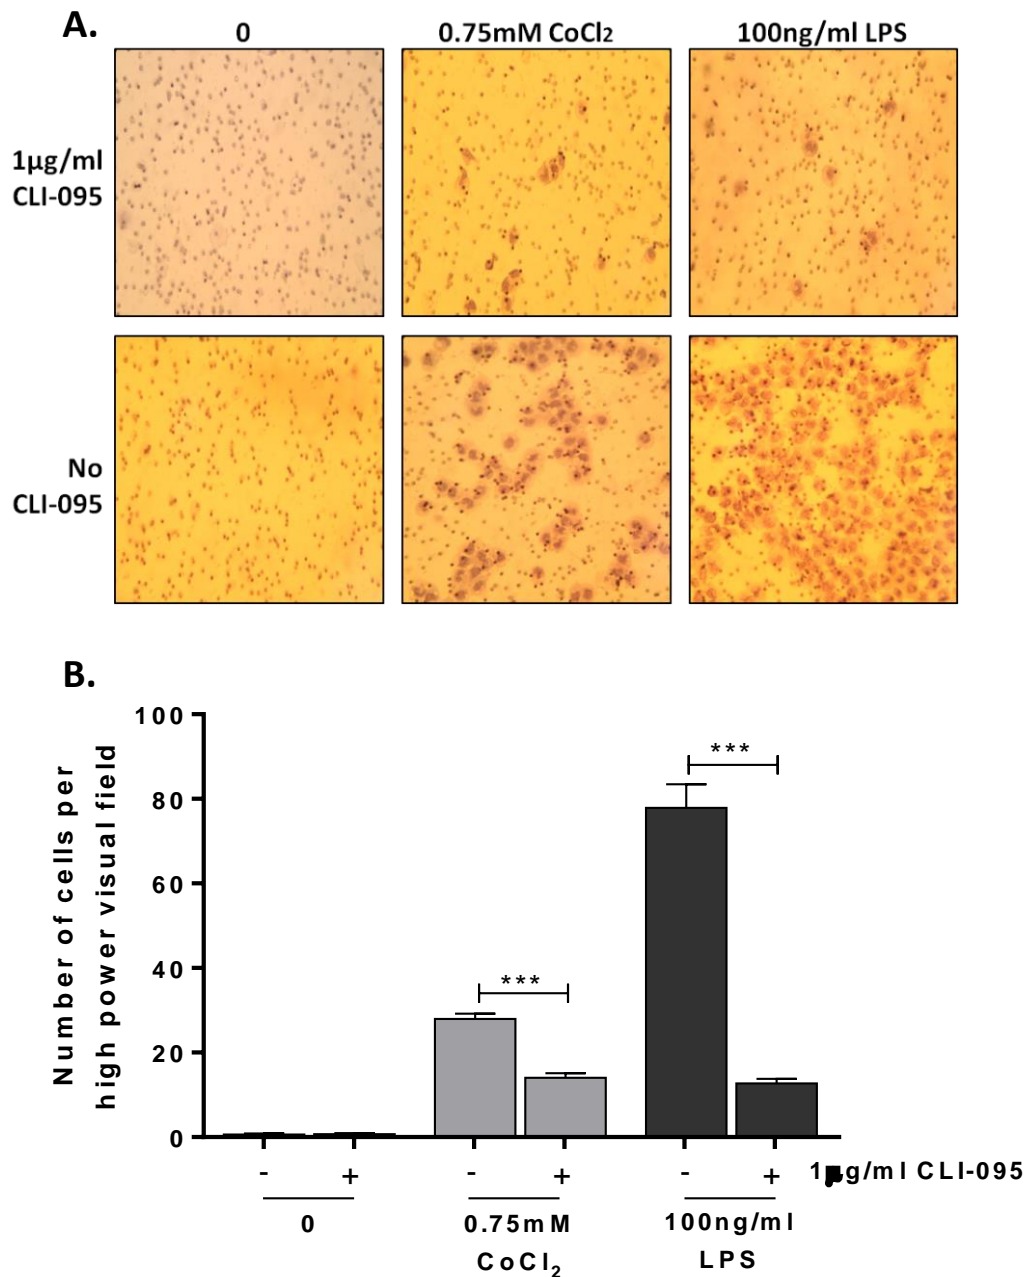 A.
0
0.75mM CoCl2
100ng/ml LPS
1µg/ml
CLI-095
No
CLI-095
B.
Number of cells per
high power visual field
100
80
60
40
20
0
***
***
- + - + - + 1µg/ml CLI-095
0
0.75mM
CoCl2
100ng/ml
LPS